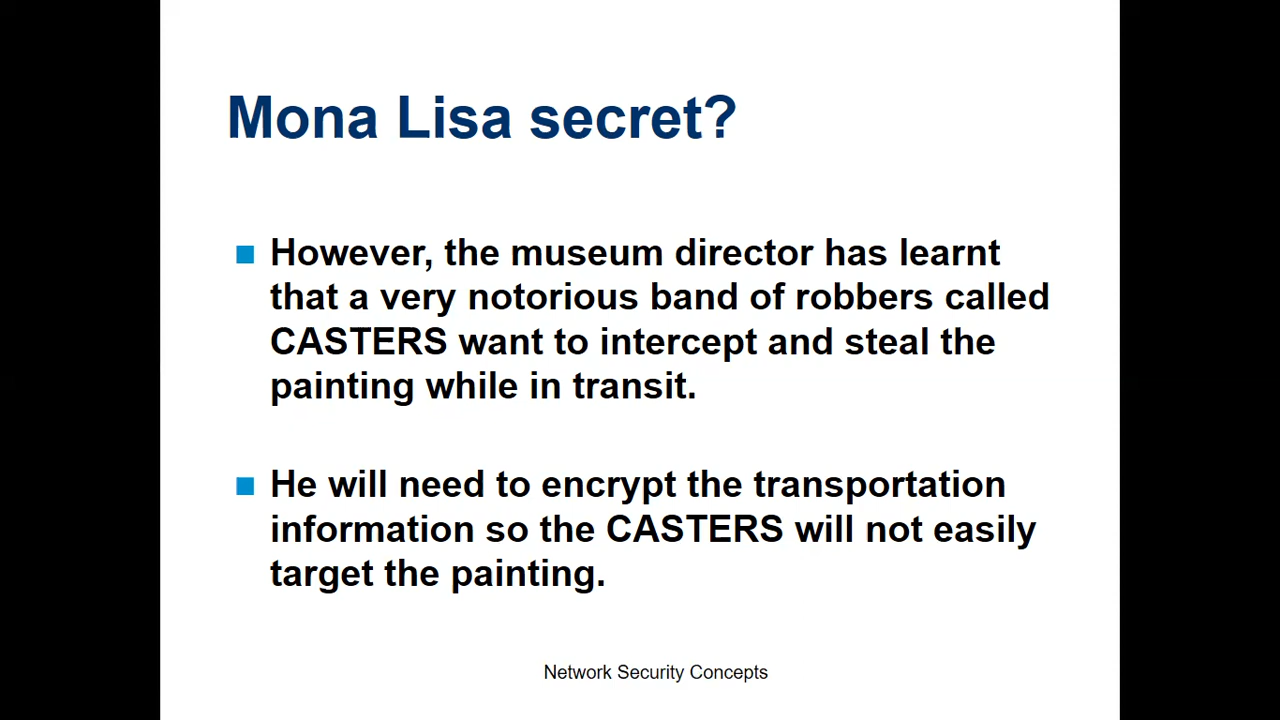 Mona Lisa secret?
However, the museum director has learnt
that a very notorious band of robbers called
CASTERS want to intercept and steal the
painting while in transit.
He will need to encrypt the transportation
information so the CASTERS will not easily
target the painting.
Network Security Concepts